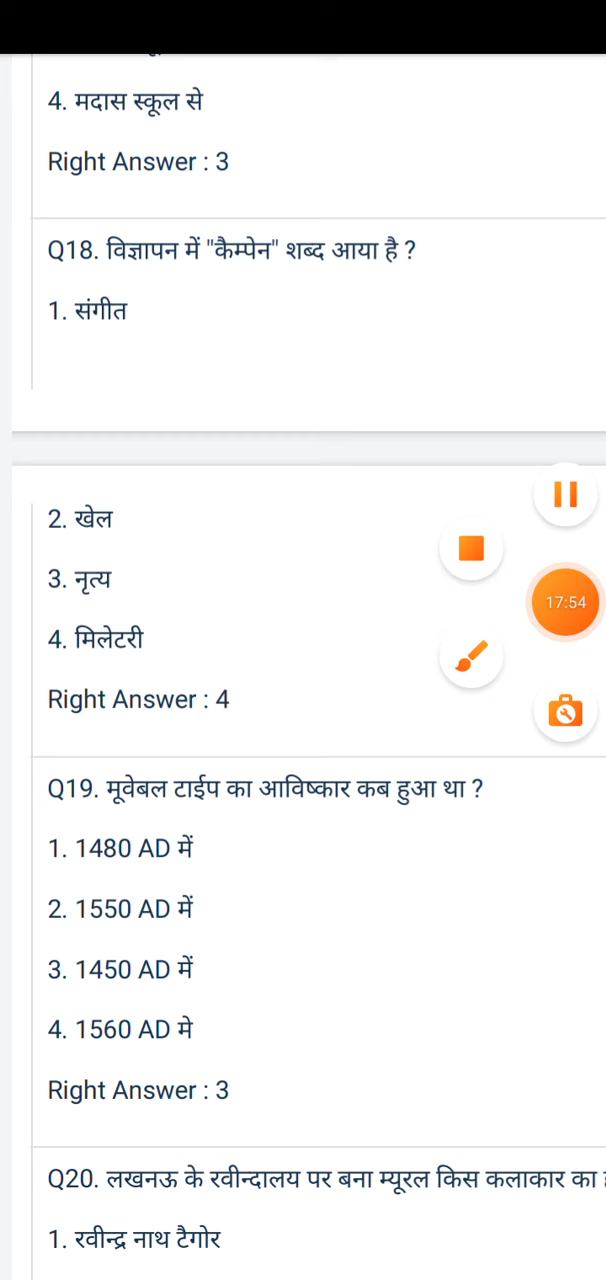 4. मदास स्कूल से
Right Answer : 3
Q18. विज्ञापन में "कैम्पेन" शब्द आया है ?
1. संगीत
2. खेल
3. नृत्य
4. मिलेटरी
Right Answer : 4
17:54
Q19. मूवेबल टाईप का आविष्कार कब हुआ था ?
1. 1480 AD में
2. 1550 AD में
3. 1450 AD में
4. 1560 AD मे
Right Answer : 3
Q20. लखनऊ के रवीन्दालय पर बना म्यूरल किस कलाकार का
1. रवीन्द्र नाथ टैगोर